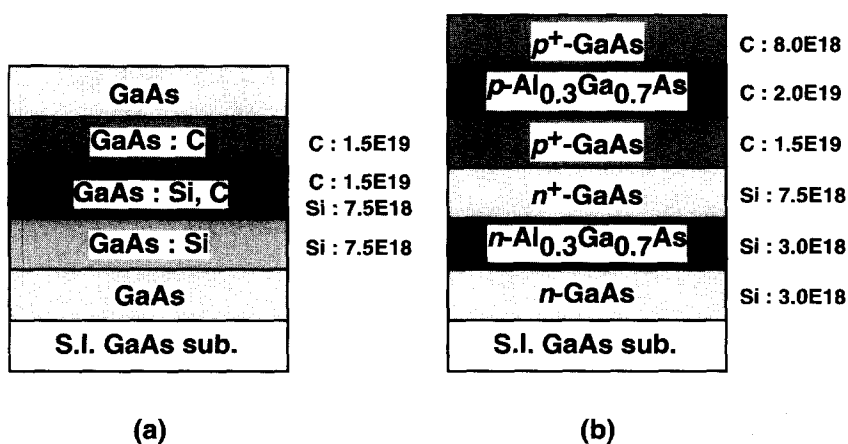 GaAs
GaAs : C
C : 1.5E19
GaAs : Si, C
C : 1.5E19
Si : 7.5E18
GaAs : Si
Si : 7.5E18
GaAs
S.I. GaAs sub.
(a)
p+-GaAs
C : 8.0E18
p-Al0.3Ga0.7As
C : 2.0E19
p+-GaAs
C : 1.5E19
n+-GaAs
Si : 7.5E18
n-Al0.3Ga0.7As
Si : 3.0E18
n-GaAs
Si : 3.0E18
S.I. GaAs sub.
(b)